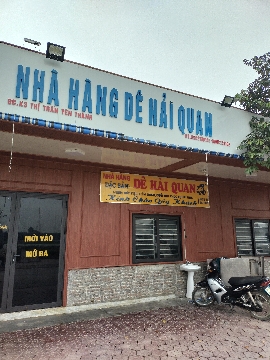 NHÀ HÀNG DÊ HẢI QUAN
ĐC.K3 THỊ TRẤN YÊN THÀNH
NHÀ HÀNG
ĐẶC SẢN
DÊ HẢI QUAN
Kính Chào Quý Khách
MỜI VÀO
MỞ RA